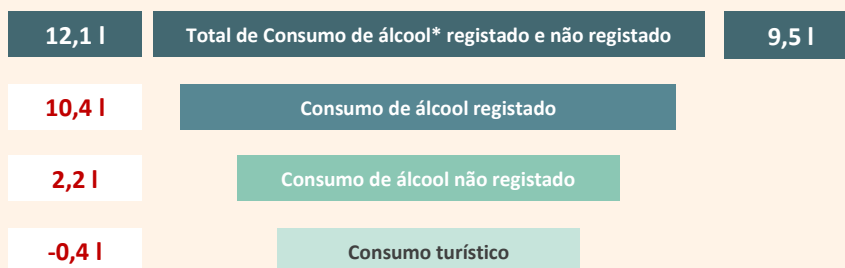 12,1 l Total de Consumo de álcool* registado e não registado 9,5 l
10,4 l Consumo de álcool registado
2,2 l Consumo de álcool não registado
-0,4 l Consumo turístico